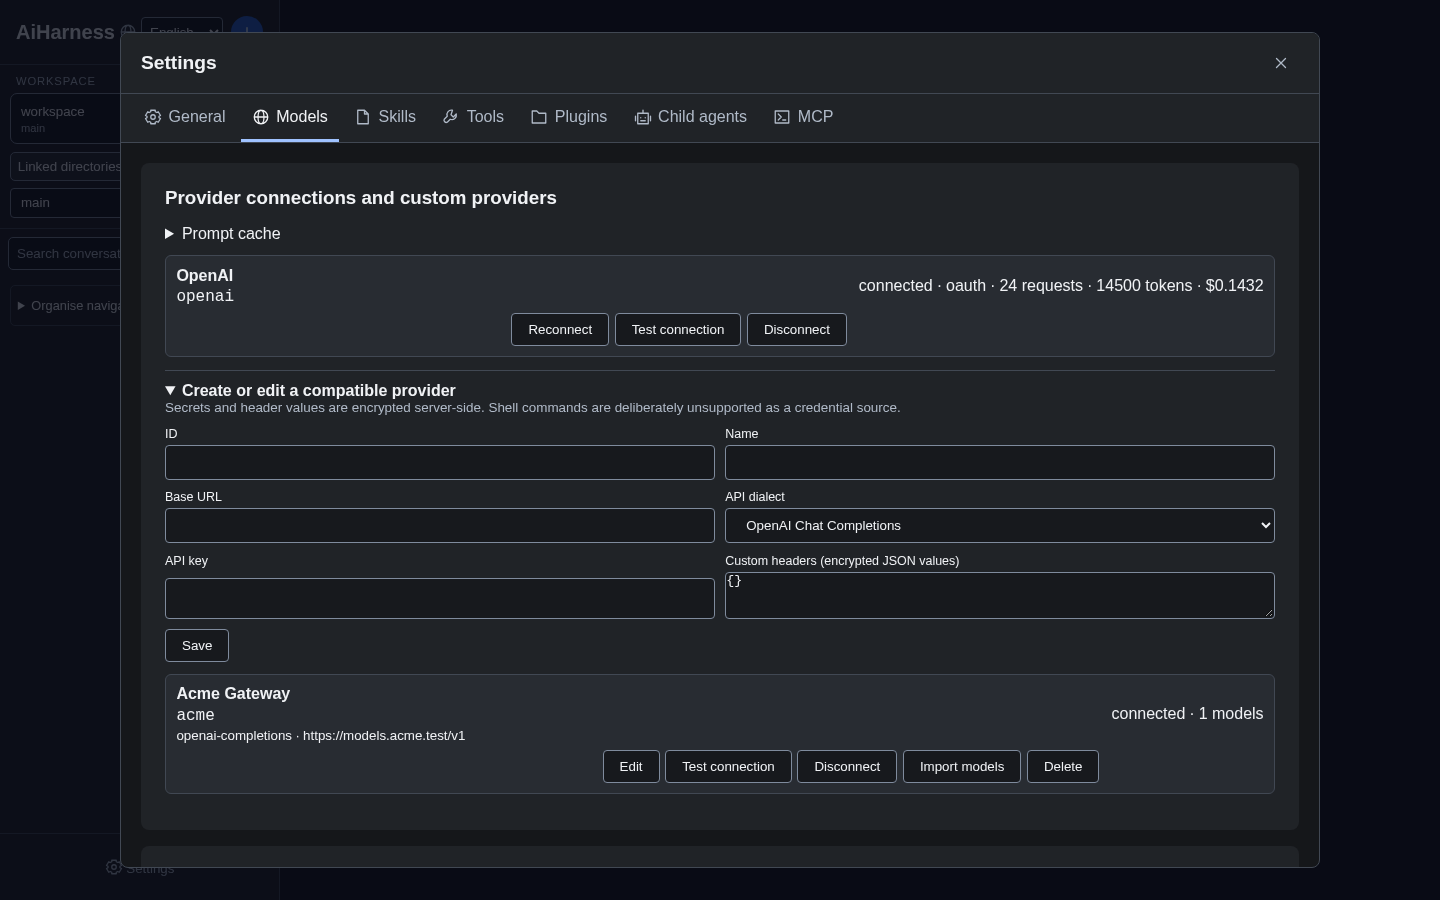 AiHarness
English
WORKSPACE
workspace
main
Linked directories
main
Search conversat
Organise naviga
Settings
Settings
General
Models
Skills
Tools
Plugins
Child agents
MCP
Provider connections and custom providers
Prompt cache
OpenAI
openai
connected · oauth · 24 requests · 14500 tokens · $0.1432
Reconnect
Test connection
Disconnect
Create or edit a compatible provider
Secrets and header values are encrypted server-side. Shell commands are deliberately unsupported as a credential source.
ID
Name
Base URL
API dialect
OpenAI Chat Completions
API key
Custom headers (encrypted JSON values)
{}
Save
Acme Gateway
acme
openai-completions · https://models.acme.test/v1
connected · 1 models
Edit
Test connection
Disconnect
Import models
Delete